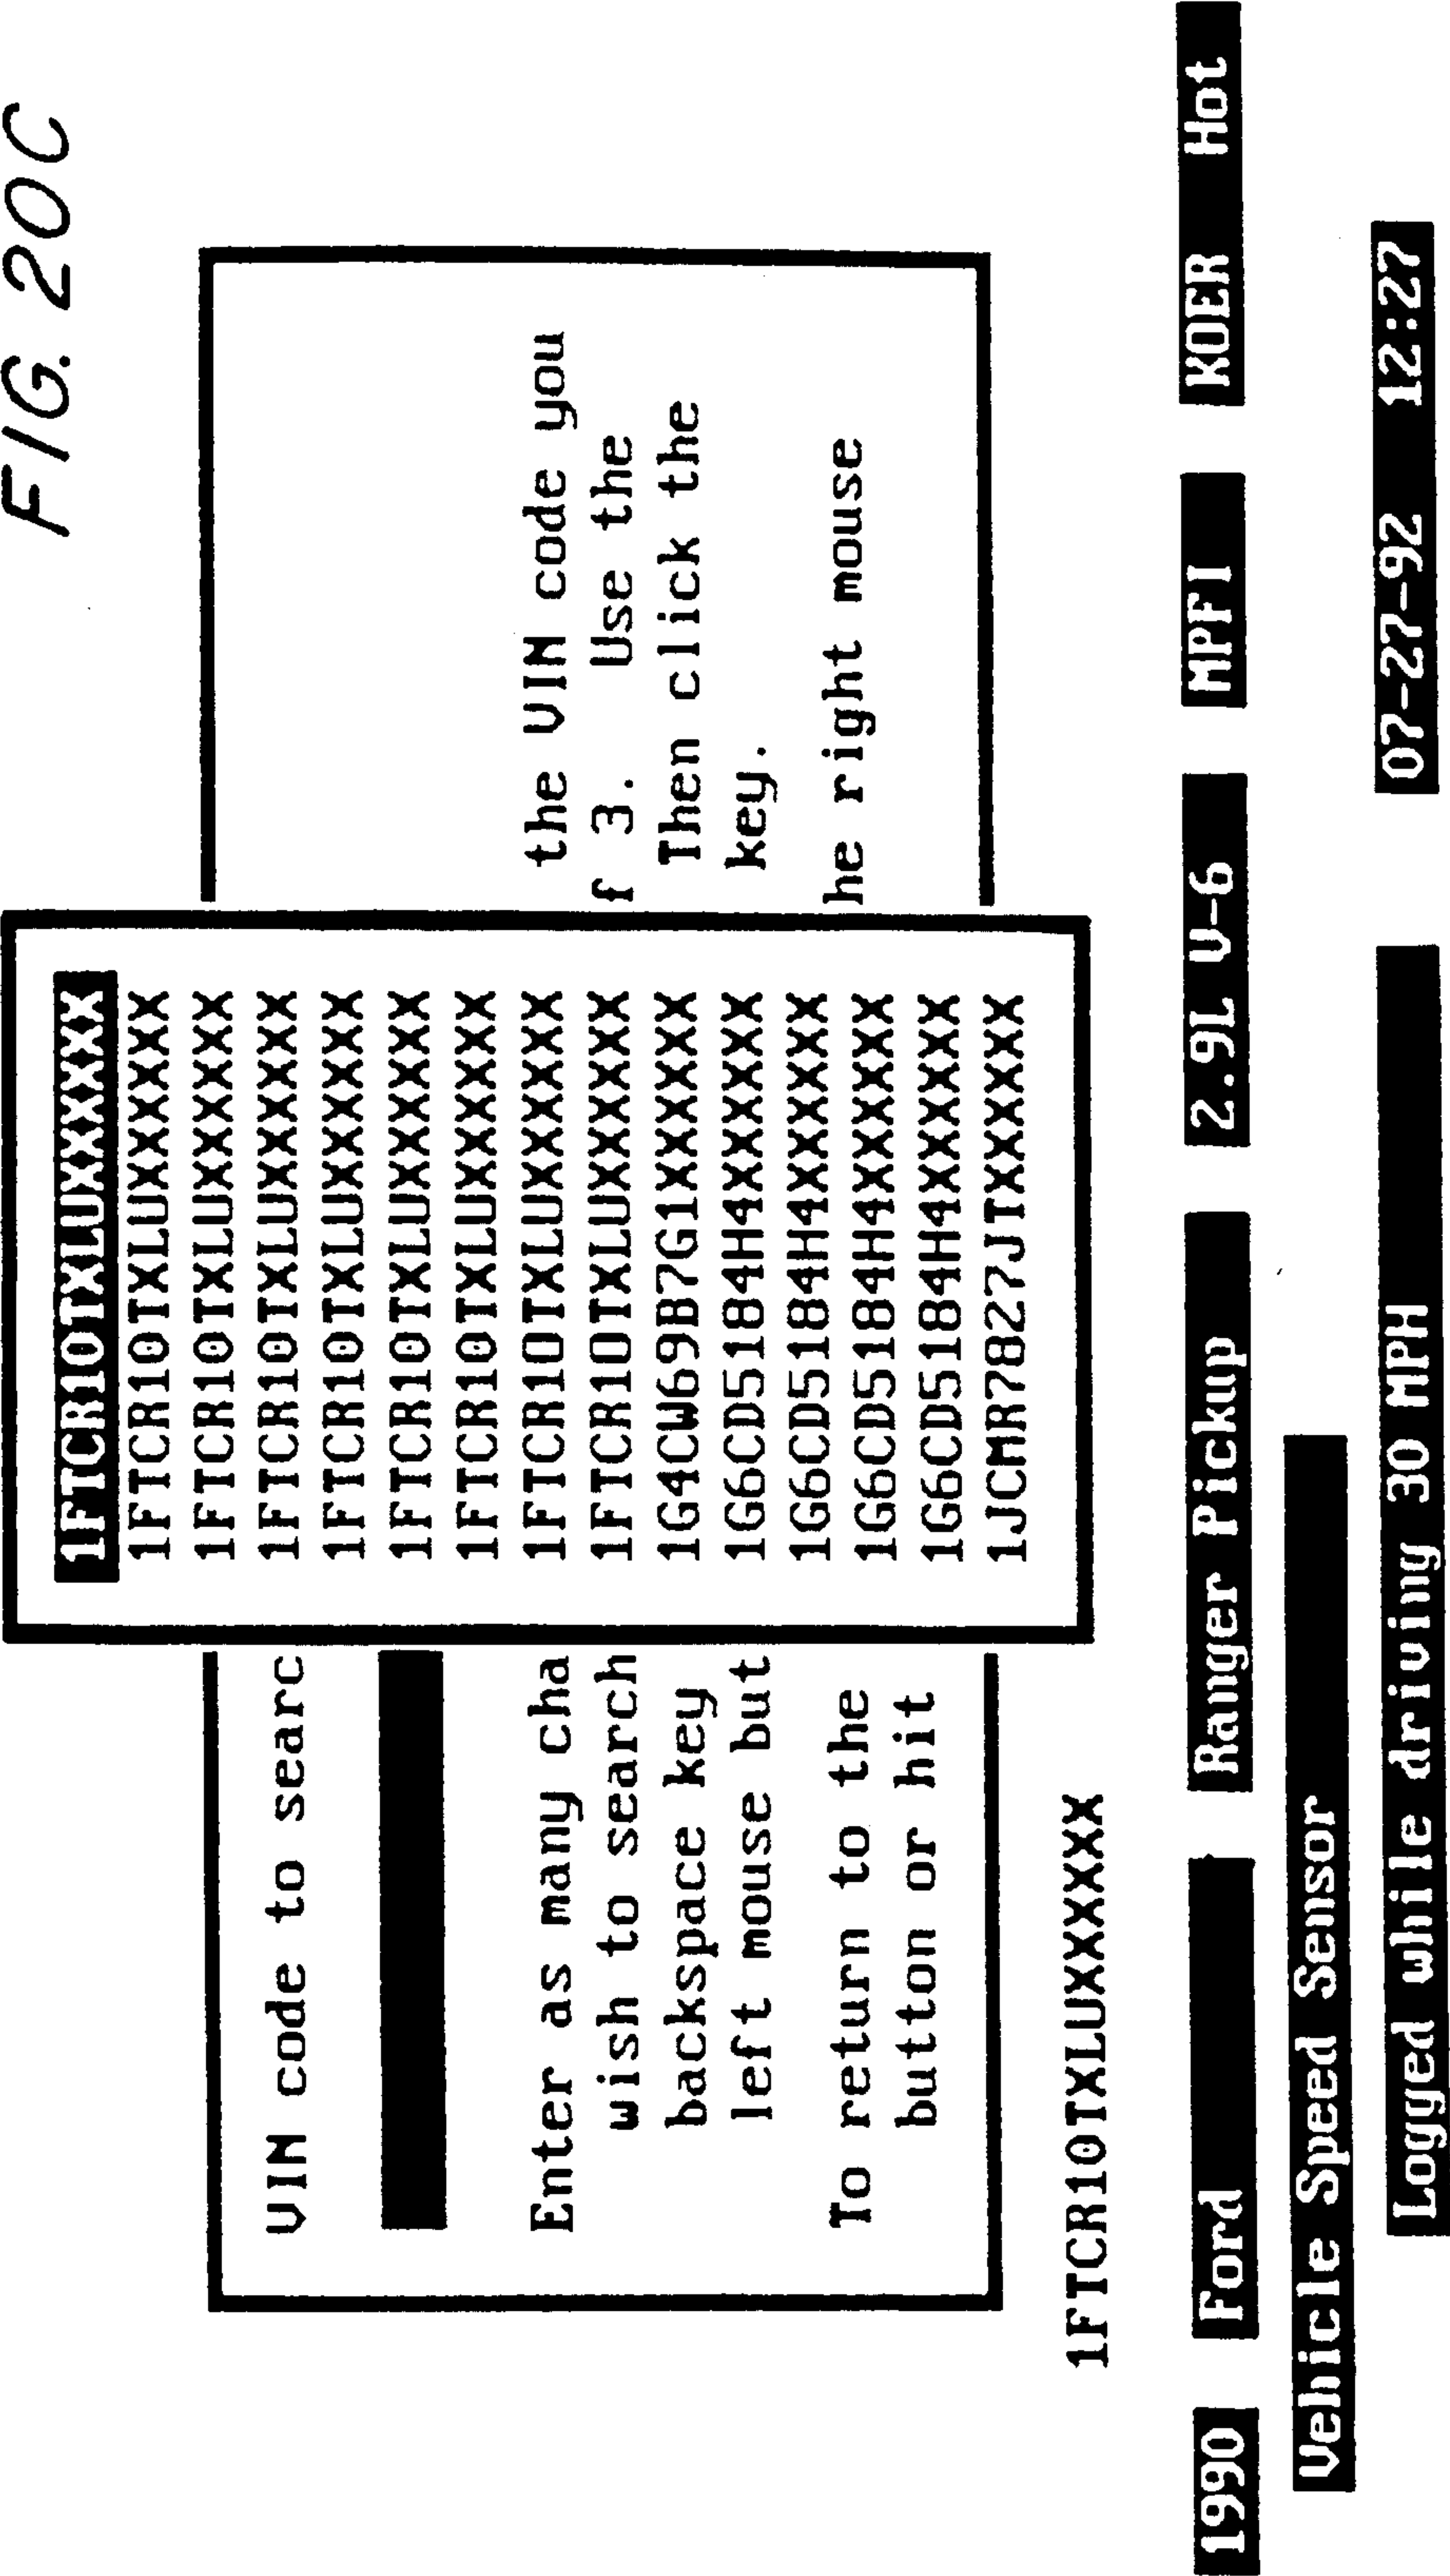 FIG. 20C
1FTCR10TXLUXXXXXX
1FTCR10TXLUXXXXXX
1FTCR10TXLUXXXXXX
1FTCR10TXLUXXXXXX
1FTCR10TXLUXXXXXX
1FTCR10TXLUXXXXXX
1FTCR10TXLUXXXXXX
1FTCR10TXLUXXXXXX
1FTCR10TXLUXXXXXX
1G4CW69B7G1XXXXXX
1G6CD5184H4XXXXXX
1G6CD5184H4XXXXXX
1G6CD5184H4XXXXXX
1G6CD5184H4XXXXXX
1JCMR7827JTXXXXXX
VIN code to searc
Enter as many cha
wish to search
backspace key
left mouse but
To return to the
button or hit
the VIN code you
f 3. Use the
Then click the
key.
he right mouse
1FTCR10TXLUXXXXXX
1990 Ford Ranger Pickup 2.9L V-6 MPFI KOER Hot
Vehicle Speed Sensor
Logged while driving 30 MPH 07-27-92 12:27